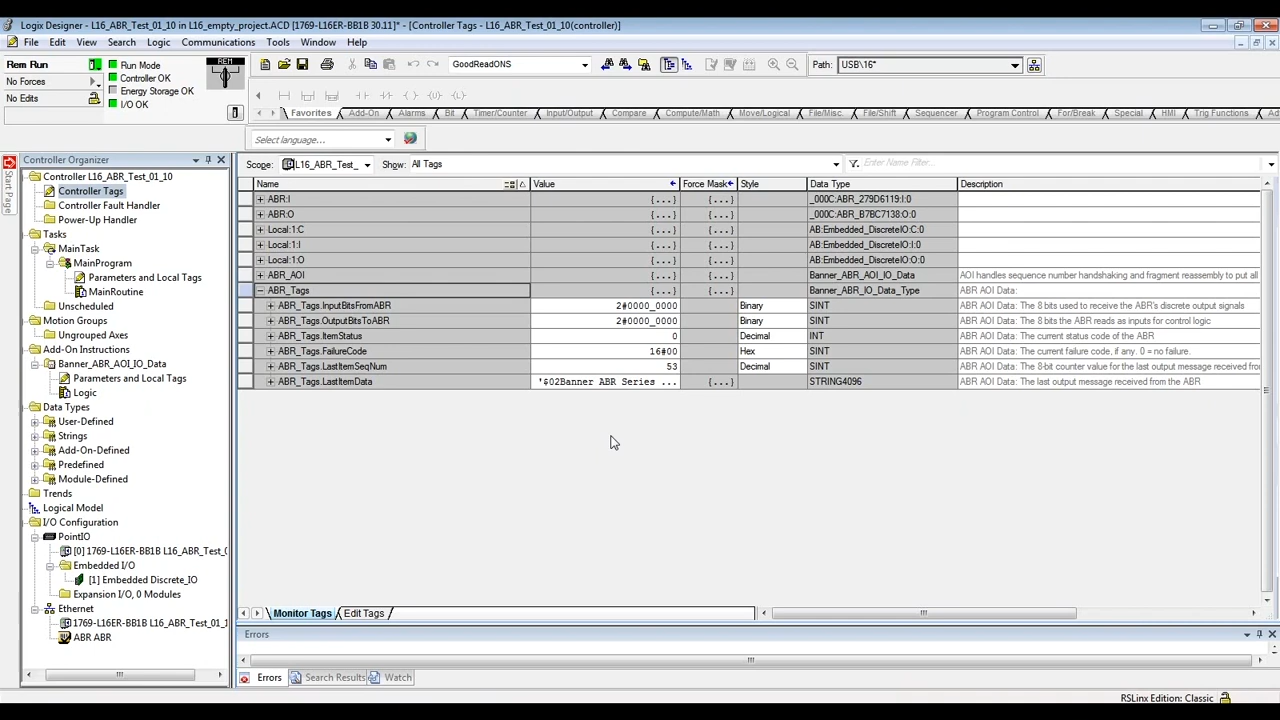 Logix Designer - L16_ABR_Test_01_10 in L16_empty_project.ACD [1769-L16ER-BB1B 30.11]* - [Controller Tags - L16_ABR_Test_01_10(controller)]
File Edit View Search Logic Communications Tools Window Help
Rem Run Run Mode REM GoodReadONS Path: USB\16*
No Forces Controller OK
Energy Storage OK
No Edits I/O OK
Favorites Add-On Alarms Bit Timer/Counter Input/Output Compare Compute/Math Move/Logical File/Misc. File/Shift Sequencer Program Control For/Break Special HMI Trig Functions
Select language...
Start Page
Controller Organizer
Scope: L16_ABR_Test_ Show: All Tags Enter Name Filter...
Controller L16_ABR_Test_01_10
Controller Tags
Controller Fault Handler
Power-Up Handler
Tasks
MainTask
MainProgram
Parameters and Local Tags
MainRoutine
Unscheduled
Motion Groups
Ungrouped Axes
Add-On Instructions
Banner_ABR_AOI_IO_Data
Parameters and Local Tags
Logic
Data Types
User-Defined
Strings
Add-On-Defined
Predefined
Module-Defined
Trends
Logical Model
I/O Configuration
PointIO
[0] 1769-L16ER-BB1B L16_ABR_Test_0
Embedded I/O
[1] Embedded Discrete_IO
Expansion I/O, 0 Modules
Ethernet
1769-L16ER-BB1B L16_ABR_Test_01_1
ABR ABR
Name Value Force Mask Style Data Type Description
ABR:I {...} {...} _000C:ABR_279D6119:I:0
ABR:O {...} {...} _000C:ABR_B7BC7138:O:0
Local:1:C {...} {...} AB:Embedded_DiscreteIO:C:0
Local:1:I {...} {...} AB:Embedded_DiscreteIO:I:0
Local:1:O {...} {...} AB:Embedded_DiscreteIO:O:0
ABR_AOI {...} {...} Banner_ABR_AOI_IO_Data AOI handles sequence number handshaking and fragment reassembly to put all
ABR_Tags {...} {...} Banner_ABR_IO_Data_Type ABR AOI Data:
ABR_Tags.InputBitsFromABR 2#0000_0000 Binary SINT ABR AOI Data: The 8 bits used to receive the ABR's discrete output signals
ABR_Tags.OutputBitsToABR 2#0000_0000 Binary SINT ABR AOI Data: The 8 bits the ABR reads as inputs for control logic
ABR_Tags.ItemStatus 0 Decimal INT ABR AOI Data: The current status code of the ABR
ABR_Tags.FailureCode 16#00 Hex SINT ABR AOI Data: The current failure code, if any. 0 = no failure.
ABR_Tags.LastItemSeqNum 53 Decimal SINT ABR AOI Data: The 8-bit counter value for the last output message received from
ABR_Tags.LastItemData '$02Banner ABR Series ... {...} STRING4096 ABR AOI Data: The last output message received from the ABR
Monitor Tags Edit Tags
Errors
Errors Search Results Watch
RSLinx Edition: Classic